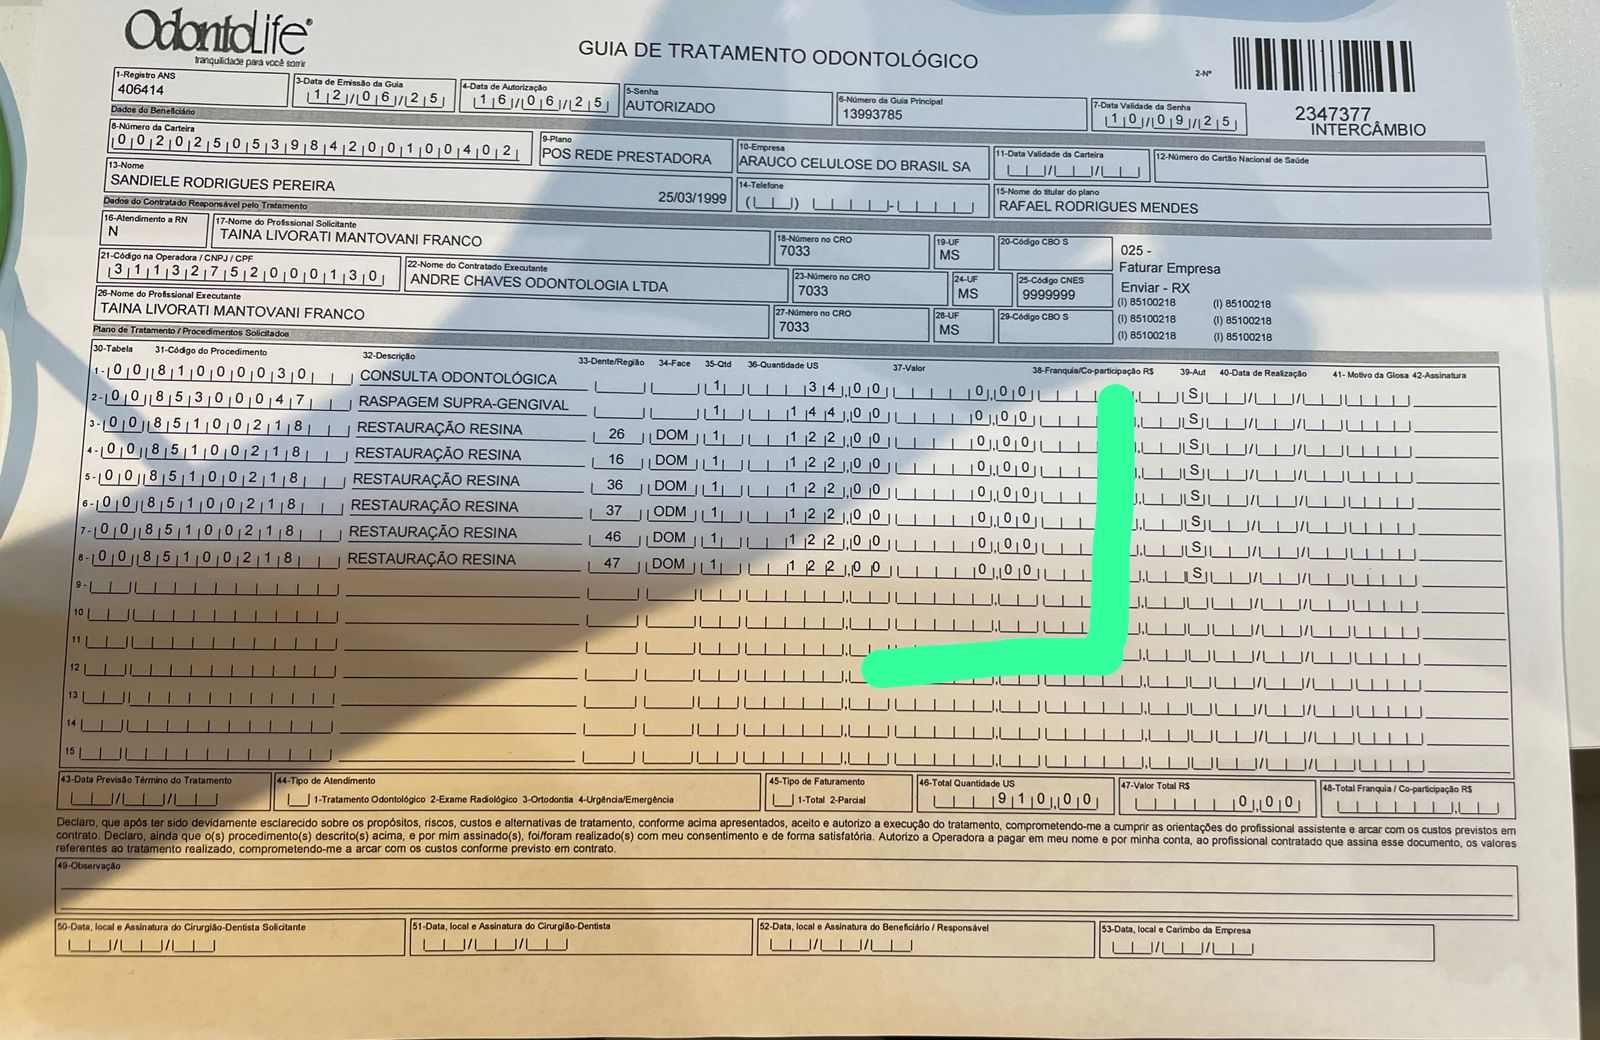 OdontoLife®
tranquilidade para você sorrir
GUIA DE TRATAMENTO ODONTOLÓGICO
2-Nº
2347377
INTERCÂMBIO
1-Registro ANS
406414
3-Data de Emissão da Guia
12/06/25
4-Data de Autorização
16/06/25
5-Senha
AUTORIZADO
6-Número da Guia Principal
13993785
7-Data Validade da Senha
10/09/25
Dados do Beneficiário
8-Número da Carteira
002025053984200100402
9-Plano
POS REDE PRESTADORA
10-Empresa
ARAUCO CELULOSE DO BRASIL SA
11-Data Validade da Carteira
12-Número do Cartão Nacional de Saúde
13-Nome
SANDIELE RODRIGUES PEREIRA
25/03/1999
14-Telefone
15-Nome do titular do plano
RAFAEL RODRIGUES MENDES
Dados do Contratado Responsável pelo Tratamento
16-Atendimento a RN
N
17-Nome do Profissional Solicitante
TAINA LIVORATI MANTOVANI FRANCO
18-Número no CRO
7033
19-UF
MS
20-Código CBO S
025 -
Faturar Empresa
Enviar - RX
(I) 85100218 (I) 85100218
(I) 85100218 (I) 85100218
(I) 85100218 (I) 85100218
21-Código na Operadora / CNPJ / CPF
31132752000130
22-Nome do Contratado Executante
ANDRE CHAVES ODONTOLOGIA LTDA
23-Número no CRO
7033
24-UF
MS
25-Código CNES
9999999
26-Nome do Profissional Executante
TAINA LIVORATI MANTOVANI FRANCO
27-Número no CRO
7033
28-UF
MS
29-Código CBO S
Plano de Tratamento / Procedimentos Solicitados
30-Tabela 31-Código do Procedimento 32-Descrição 33-Dente/Região 34-Face 35-Qtd 36-Quantidade US 37-Valor 38-Franquia/Co-participação R$ 39-Aut 40-Data de Realização 41- Motivo da Glosa 42-Assinatura
1- 00 81000030 CONSULTA ODONTOLÓGICA 1 34,00 0,00 S
2- 00 85300047 RASPAGEM SUPRA-GENGIVAL 1 144,00 0,00 S
3- 00 85100218 RESTAURAÇÃO RESINA 26 DOM 1 122,00 0,00 S
4- 00 85100218 RESTAURAÇÃO RESINA 16 DOM 1 122,00 0,00 S
5- 00 85100218 RESTAURAÇÃO RESINA 36 DOM 1 122,00 0,00 S
6- 00 85100218 RESTAURAÇÃO RESINA 37 ODM 1 122,00 0,00 S
7- 00 85100218 RESTAURAÇÃO RESINA 46 DOM 1 122,00 0,00 S
8- 00 85100218 RESTAURAÇÃO RESINA 47 DOM 1 122,00 0,00 S
9-
10
11
12
13
14
15
43-Data Previsão Término do Tratamento
44-Tipo de Atendimento
1-Tratamento Odontológico 2-Exame Radiológico 3-Ortodontia 4-Urgência/Emergência
45-Tipo de Faturamento
1-Total 2-Parcial
46-Total Quantidade US
910,00
47-Valor Total R$
0,00
48-Total Franquia / Co-participação R$
Declaro, que após ter sido devidamente esclarecido sobre os propósitos, riscos, custos e alternativas de tratamento, conforme acima apresentados, aceito e autorizo a execução do tratamento, comprometendo-me a cumprir as orientações do profissional assistente e arcar com os custos previstos em
contrato. Declaro, ainda que o(s) procedimento(s) descrito(s) acima, e por mim assinado(s), foi/foram realizado(s) com meu consentimento e de forma satisfatória. Autorizo a Operadora a pagar em meu nome e por minha conta, ao profissional contratado que assina esse documento, os valores
referentes ao tratamento realizado, comprometendo-me a arcar com os custos conforme previsto em contrato.
49-Observação
50-Data, local e Assinatura do Cirurgião-Dentista Solicitante
51-Data, local e Assinatura do Cirurgião-Dentista
52-Data, local e Assinatura do Beneficiário / Responsável
53-Data, local e Carimbo da Empresa